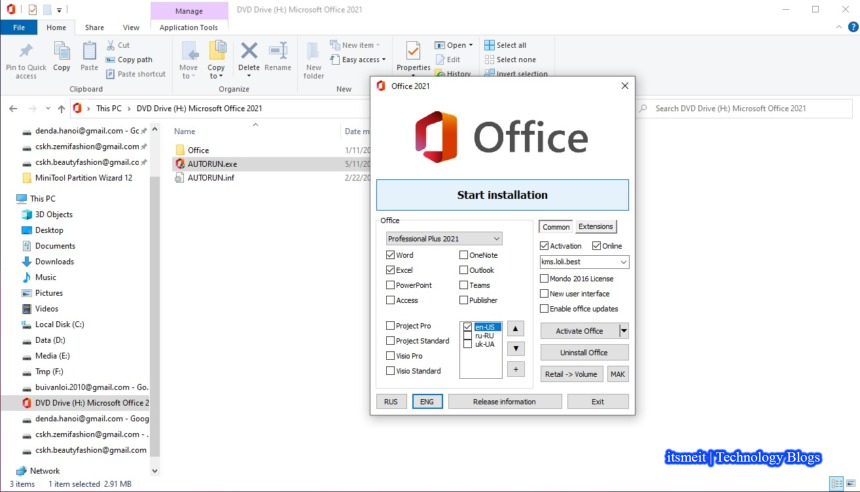 Manage
DVD Drive (H:) Microsoft Office 2021
File
Home
Share
View
Application Tools
Pin to Quick access
Copy
Paste
Cut
Copy path
Paste shortcut
Clipboard
Move to
Copy to
Delete
Rename
Organize
New folder
New item
Easy access
New
Properties
Open
Edit
History
Select all
Select none
Invert selection
This PC
DVD Drive (H:) Microsoft Office 2021
Search DVD Drive (H:) Microsoft Office 2021
denda.hanoi@gmail.com - Gc
cskh.zemifashion@gmail.com
cskh.beautyfashion@gmail.co
MiniTool Partition Wizard 12
This PC
3D Objects
Desktop
Documents
Downloads
Music
Pictures
Videos
Local Disk (C:)
Data (D:)
Media (E:)
Tmp (F:)
buivanloi.2010@gmail.com - Go.
DVD Drive (H:) Microsoft Office 2
denda.hanoi@gmail.com - Goog
cskh.zemifashion@gmail.com - .
cskh.beautyfashion@gmail.com
Network
3 items
1 item selected 2.91 MB
Name
Date m
Office
1/11/20
AUTORUN.exe
5/11/20
AUTORUN.inf
2/22/20
Office 2021
Office
Start installation
Office
Professional Plus 2021
Word
OneNote
Excel
Outlook
PowerPoint
Teams
Access
Publisher
Project Pro
Project Standard
Visio Pro
Visio Standard
en-US
ru-RU
uk-UA
Common
Extensions
Activation
Online
kms.loli.best
Mondo 2016 License
New user interface
Enable office updates
Activate Office
Uninstall Office
Retail -> Volume
MAK
RUS
ENG
Release information
Exit
itsmeit | Technology Blogs